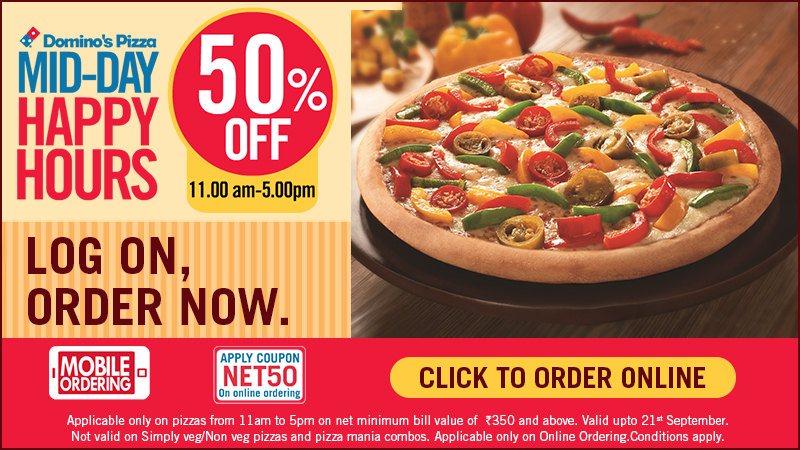 Domino's Pizza
MID-DAY
HAPPY
HOURS
50%
OFF
11.00 am-5.00pm
LOG ON,
ORDER NOW.
MOBILE
ORDERING
APPLY COUPON
NET50
On online ordering
CLICK TO ORDER ONLINE
Applicable only on pizzas from 11am to 5pm on net minimum bill value of ₹350 and above. Valid upto 21st September.
Not valid on Simply veg/Non veg pizzas and pizza mania combos. Applicable only on Online Ordering.Conditions apply.